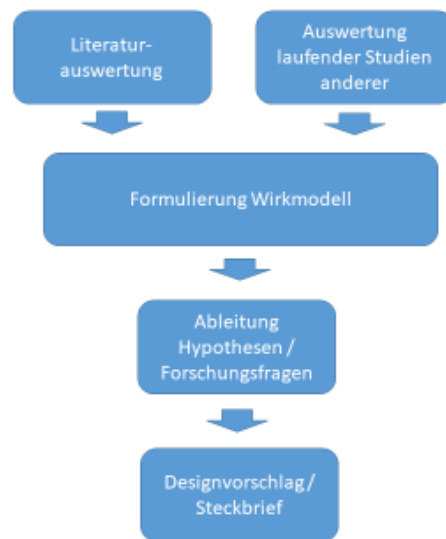 Literatur-
auswertung
Auswertung
laufender Studien
anderer
Formulierung Wirkmodell
Ableitung
Hypothesen /
Forschungsfragen
Designvorschlag /
Steckbrief